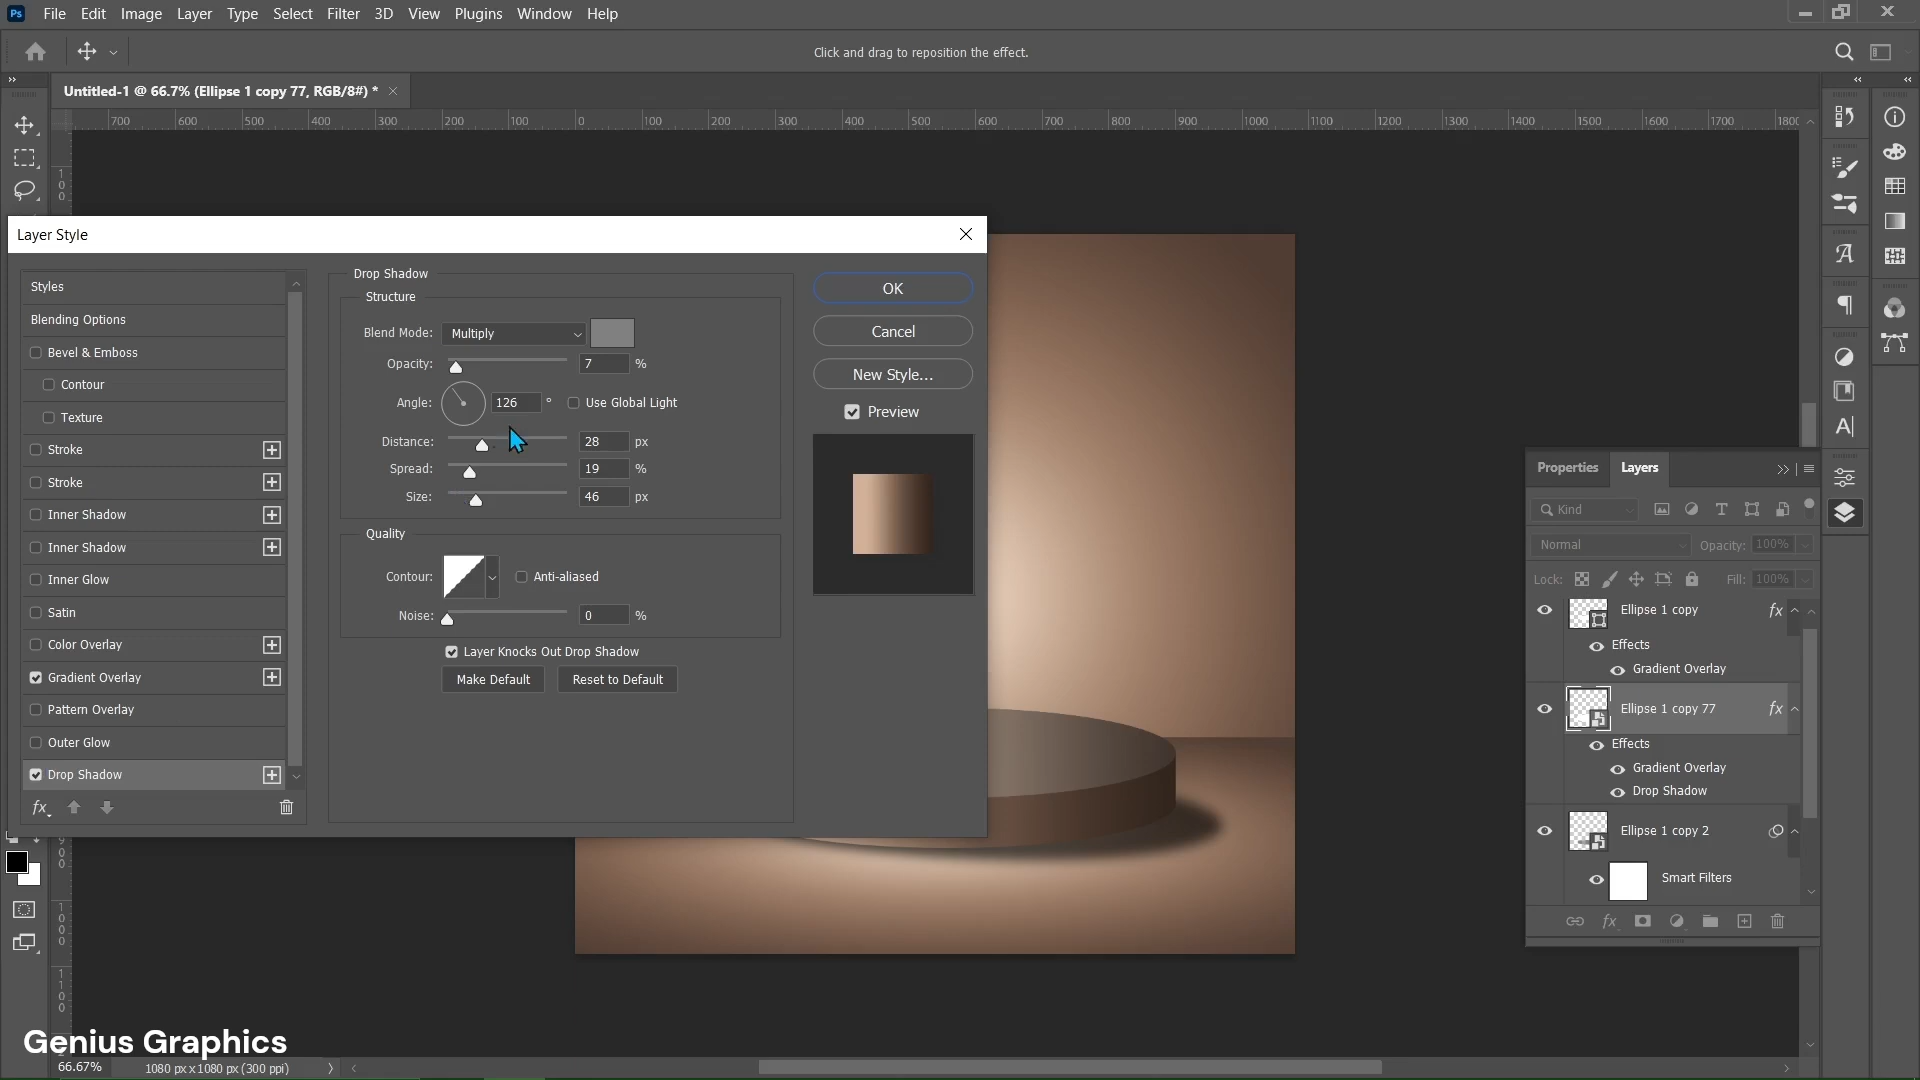 Ps File Edit Image Layer Type Select Filter 3D View Plugins Window Help
Click and drag to reposition the effect.
Untitled-1 @ 66.7% (Ellipse 1 copy 77, RGB/8#) *
700 600 500 400 300 200 100 0 100 200 300 400 500 600 700 800 900 1000 1100 1200 1300 1400 1500 1600 1700 1800
Layer Style
Styles
Blending Options
Bevel & Emboss
Contour
Texture
Stroke
Stroke
Inner Shadow
Inner Shadow
Inner Glow
Satin
Color Overlay
Gradient Overlay
Pattern Overlay
Outer Glow
Drop Shadow
fx
Drop Shadow
Structure
Blend Mode: Multiply
Opacity: 7 %
Angle: 126 ° Use Global Light
Distance: 28 px
Spread: 19 %
Size: 46 px
Quality
Contour: Anti-aliased
Noise: 0 %
Layer Knocks Out Drop Shadow
Make Default Reset to Default
OK
Cancel
New Style...
Preview
Properties Layers
Kind
Normal Opacity: 100%
Lock: Fill: 100%
Ellipse 1 copy fx
Effects
Gradient Overlay
Ellipse 1 copy 77 fx
Effects
Gradient Overlay
Drop Shadow
Ellipse 1 copy 2
Smart Filters
fx
Genius Graphics
66.67% 1080 px x 1080 px (300 ppi)